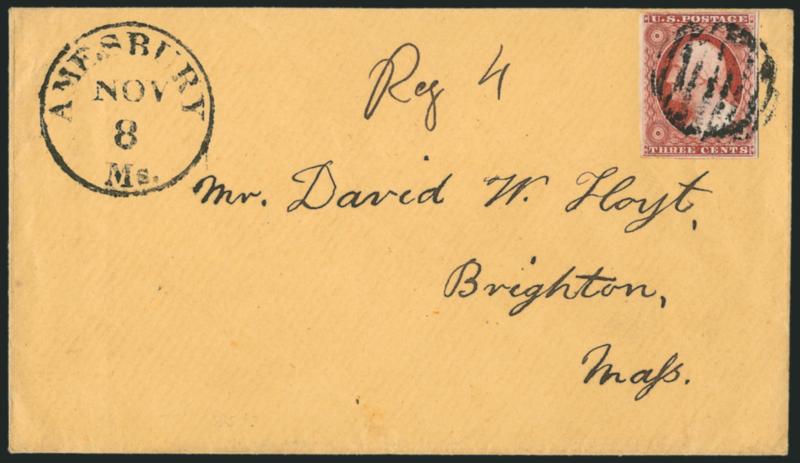 AMESBURY
NOV
8
Ms.
Reg 4
U.S. POSTAGE
THREE CENTS
Mr. David W. Hoyt,
Brighton,
Mass.